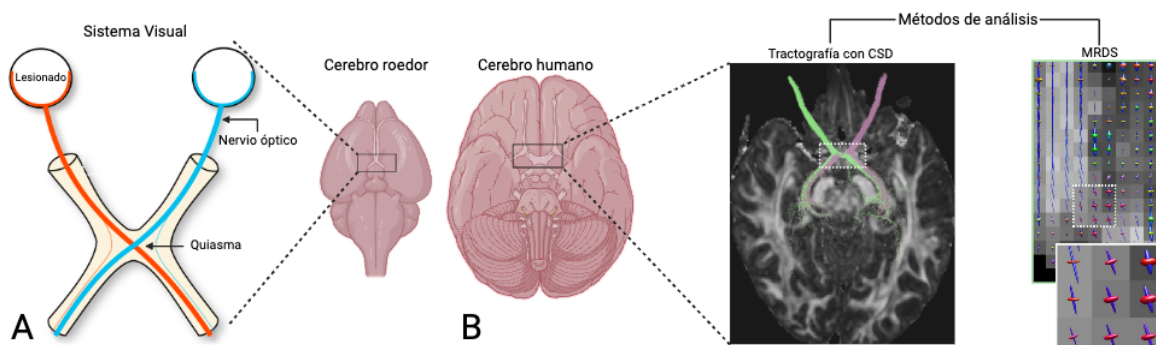 Sistema Visual
Lesionado
Nervio óptico
Quiasma
A
Cerebro roedor
Cerebro humano
B
Métodos de análisis
Tractografía con CSD
MRDS